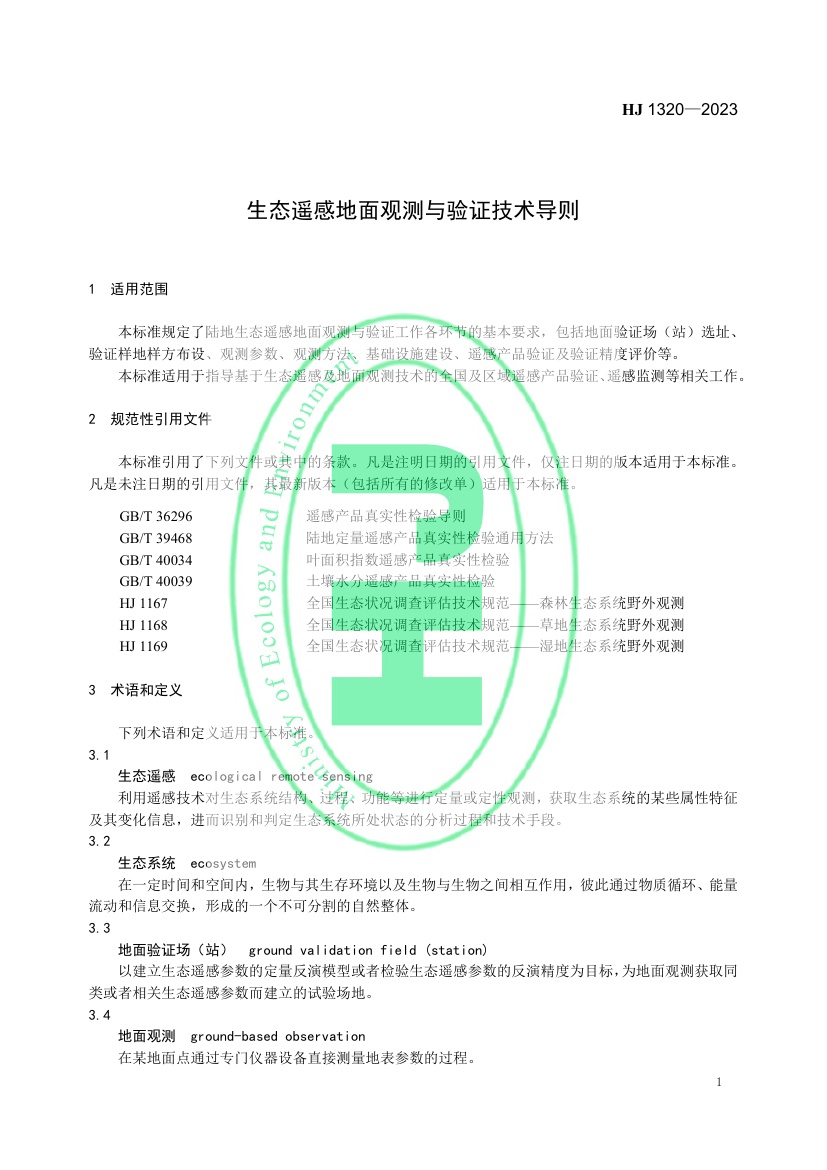 HJ 1320—2023
生态遥感地面观测与验证技术导则
1 适用范围
本标准规定了陆地生态遥感地面观测与验证工作各环节的基本要求，包括地面验证场（站）选址、
验证样地样方布设、观测参数、观测方法、基础设施建设、遥感产品验证及验证精度评价等。
本标准适用于指导基于生态遥感及地面观测技术的全国及区域遥感产品验证、遥感监测等相关工作。
2 规范性引用文件
本标准引用了下列文件或其中的条款。凡是注明日期的引用文件，仅注日期的版本适用于本标准。
凡是未注日期的引用文件，其最新版本（包括所有的修改单）适用于本标准。
GB/T 36296 遥感产品真实性检验导则
GB/T 39468 陆地定量遥感产品真实性检验通用方法
GB/T 40034 叶面积指数遥感产品真实性检验
GB/T 40039 土壤水分遥感产品真实性检验
HJ 1167 全国生态状况调查评估技术规范——森林生态系统野外观测
HJ 1168 全国生态状况调查评估技术规范——草地生态系统野外观测
HJ 1169 全国生态状况调查评估技术规范——湿地生态系统野外观测
3 术语和定义
下列术语和定义适用于本标准。
3.1
生态遥感 ecological remote sensing
利用遥感技术对生态系统结构、过程、功能等进行定量或定性观测，获取生态系统的某些属性特征
及其变化信息，进而识别和判定生态系统所处状态的分析过程和技术手段。
3.2
生态系统 ecosystem
在一定时间和空间内，生物与其生存环境以及生物与生物之间相互作用，彼此通过物质循环、能量
流动和信息交换，形成的一个不可分割的自然整体。
3.3
地面验证场（站） ground validation field (station)
以建立生态遥感参数的定量反演模型或者检验生态遥感参数的反演精度为目标，为地面观测获取同
类或者相关生态遥感参数而建立的试验场地。
3.4
地面观测 ground-based observation
在某地面点通过专门仪器设备直接测量地表参数的过程。
1
Ministry of Ecology and Environment